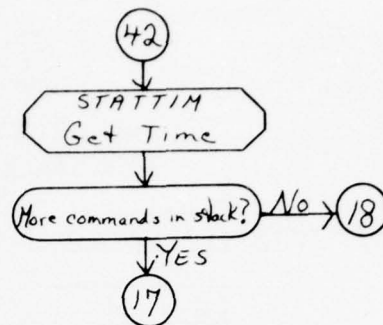 42
STATTIM
Get Time
More commands in stack?
No
18
YES
17